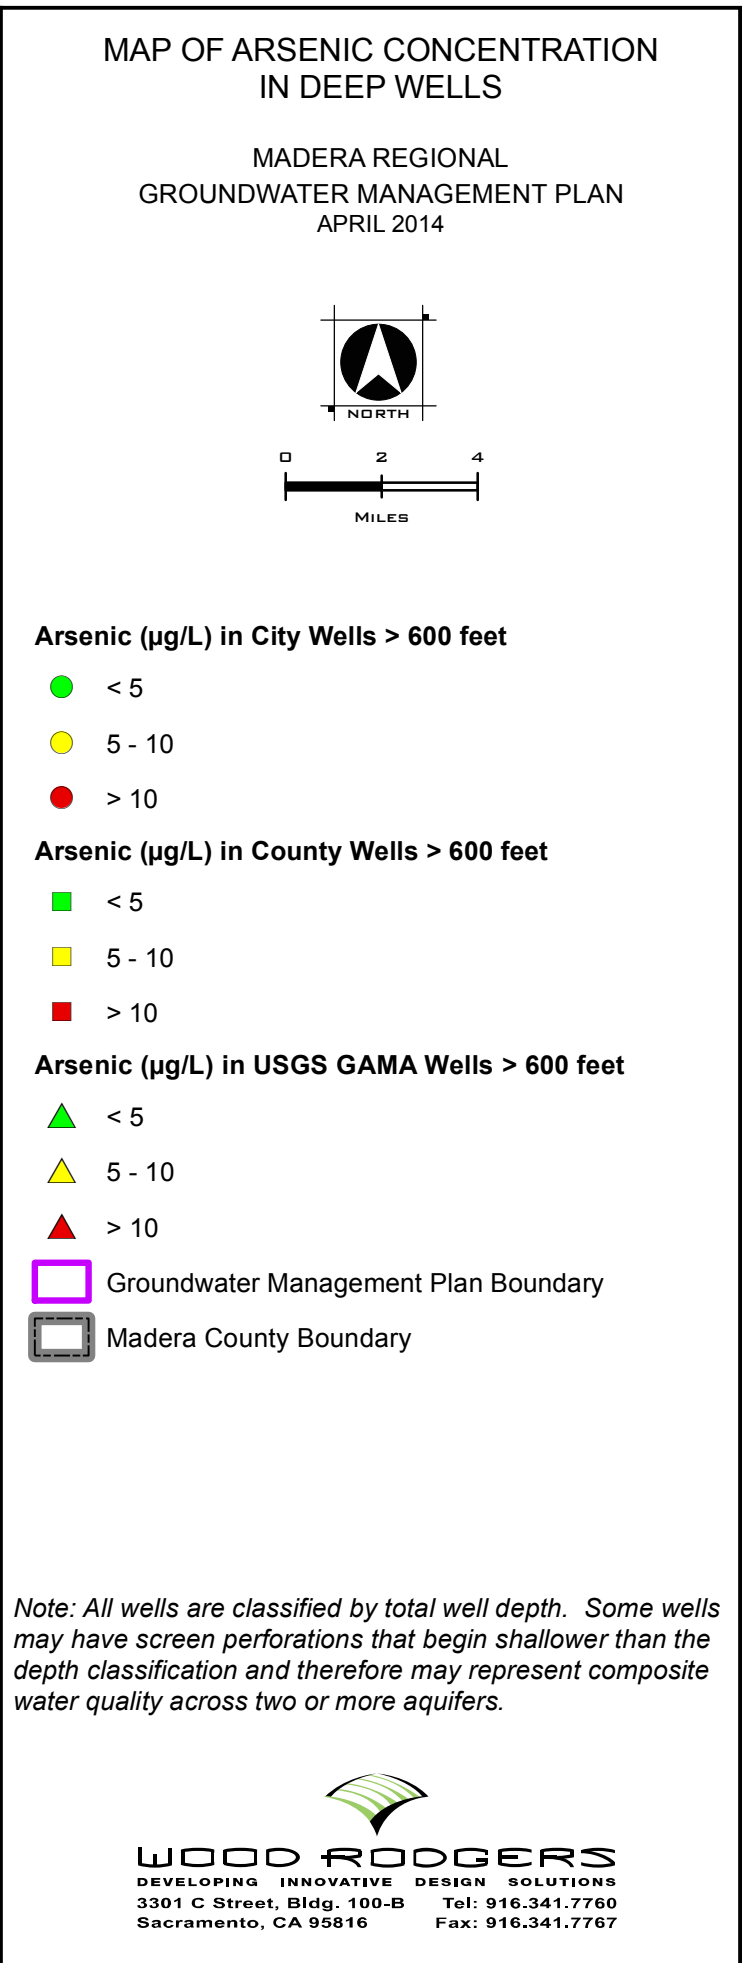 MAP OF ARSENIC CONCENTRATION
IN DEEP WELLS
MADERA REGIONAL
GROUNDWATER MANAGEMENT PLAN
APRIL 2014
NORTH
0 2 4
MILES
Arsenic (µg/L) in City Wells > 600 feet
< 5
5 - 10
> 10
Arsenic (µg/L) in County Wells > 600 feet
< 5
5 - 10
> 10
Arsenic (µg/L) in USGS GAMA Wells > 600 feet
< 5
5 - 10
> 10
Groundwater Management Plan Boundary
Madera County Boundary
Note: All wells are classified by total well depth. Some wells
may have screen perforations that begin shallower than the
depth classification and therefore may represent composite
water quality across two or more aquifers.
WOOD RODGERS
DEVELOPING INNOVATIVE DESIGN SOLUTIONS
3301 C Street, Bldg. 100-B Tel: 916.341.7760
Sacramento, CA 95816 Fax: 916.341.7767